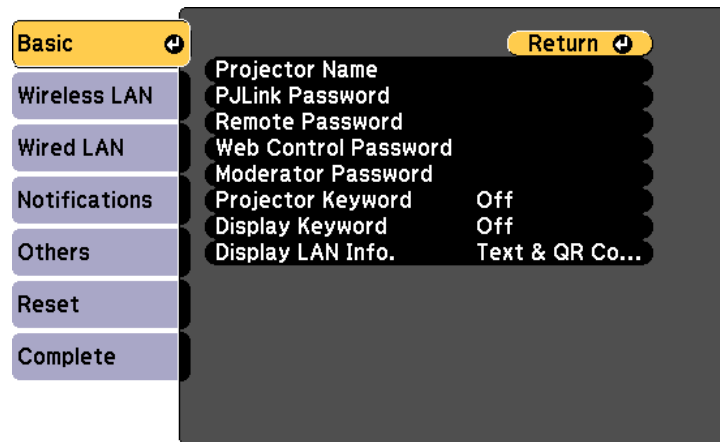 Basic
Return
Projector Name
Wireless LAN
PJLink Password
Remote Password
Wired LAN
Web Control Password
Moderator Password
Notifications
Projector Keyword Off
Display Keyword Off
Others
Display LAN Info. Text & QR Co...
Reset
Complete